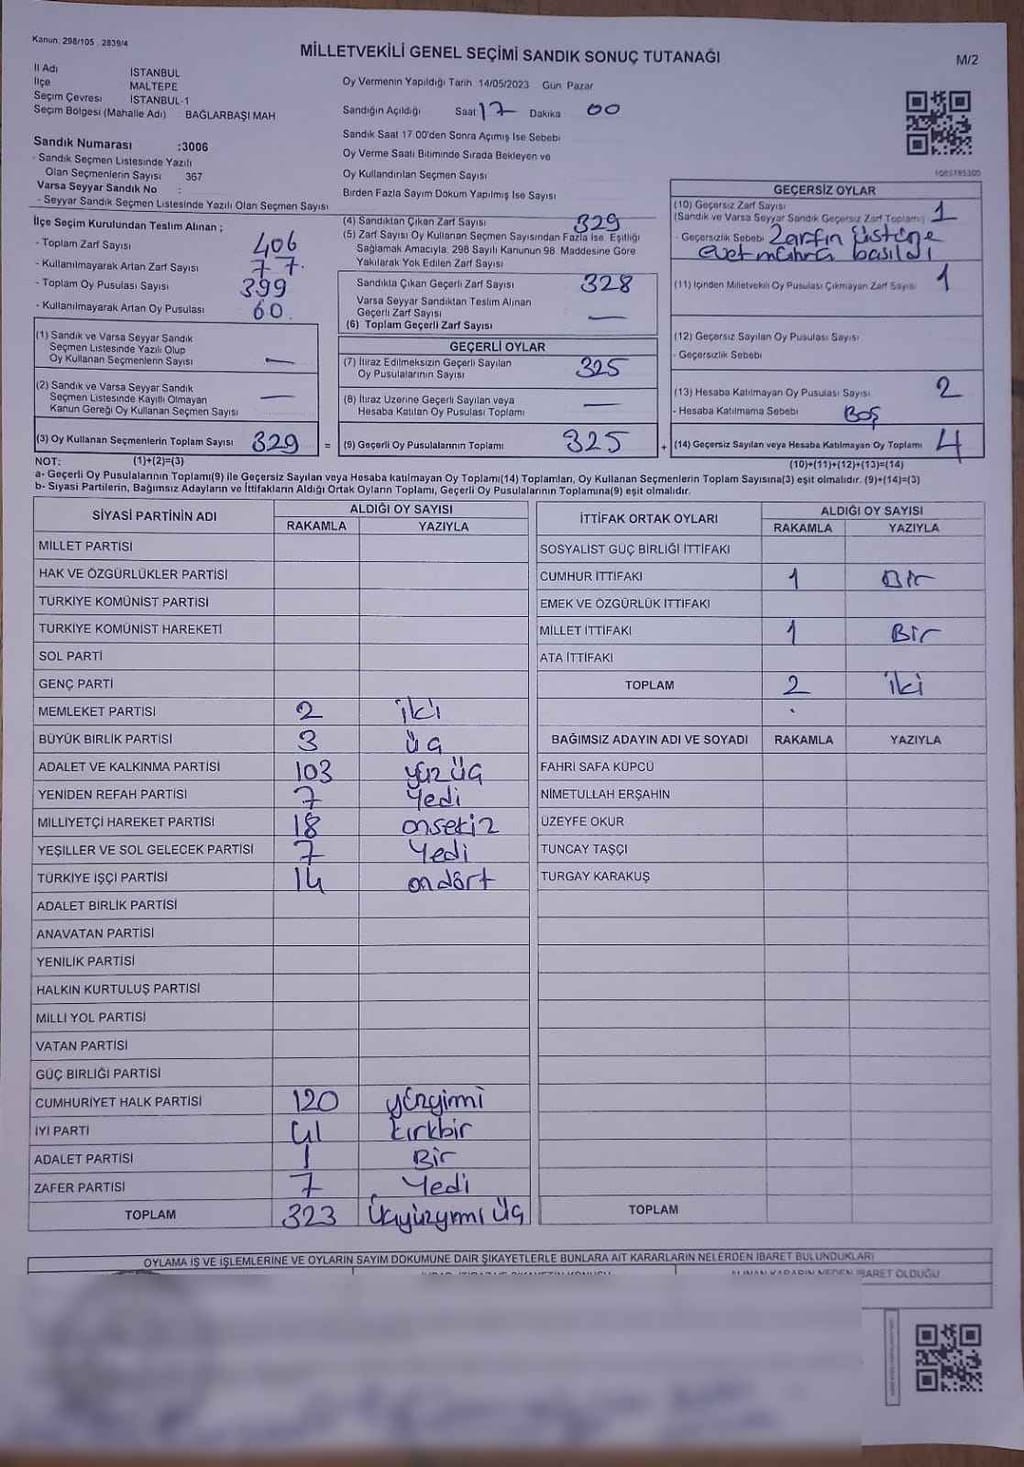 Kanun: 298/105 . 2839/4
MİLLETVEKİLİ GENEL SEÇİMİ SANDIK SONUÇ TUTANAĞI
M/2
İl Adı İSTANBUL
İlçe MALTEPE
Seçim Çevresi İSTANBUL-1
Seçim Bölgesi (Mahalle Adı) BAĞLARBAŞI MAH
Sandık Numarası :3006
- Sandık Seçmen Listesinde Yazılı
Olan Seçmenlerin Sayısı 367
Varsa Seyyar Sandık No :
- Seyyar Sandık Seçmen Listesinde Yazılı Olan Seçmen Sayısı
Oy Vermenin Yapıldığı Tarih 14/05/2023 Gün Pazar
Sandığın Açıldığı Saat 17 Dakika 00
Sandık Saat 17:00'den Sonra Açımış İse Sebebi
Oy Verme Saati Bitiminde Sırada Bekleyen ve
Oy Kullandırılan Seçmen Sayısı
Birden Fazla Sayım Döküm Yapılmış İse Sayısı
İlçe Seçim Kurulundan Teslim Alınan ;
- Toplam Zarf Sayısı 406
- Kullanılmayarak Artan Zarf Sayısı 77.
- Toplam Oy Pusulası Sayısı 399
- Kullanılmayarak Artan Oy Pusulası 60.
(1) Sandık ve Varsa Seyyar Sandık
Seçmen Listesinde Yazılı Olup
Oy Kullanan Seçmenlerin Sayısı —
(2) Sandık ve Varsa Seyyar Sandık
Seçmen Listesinde Kayıtlı Olmayan
Kanun Gereği Oy Kullanan Seçmen Sayısı —
(3) Oy Kullanan Seçmenlerin Toplam Sayısı 329 =
(4) Sandıktan Çıkan Zarf Sayısı 329
(5) Zarf Sayısı Oy Kullanan Seçmen Sayısından Fazla İse, Eşitliği
Sağlamak Amacıyla; 298 Sayılı Kanunun 98. Maddesine Göre
Yakılarak Yok Edilen Zarf Sayısı
Sandıkla Çıkan Geçerli Zarf Sayısı 328
Varsa Seyyar Sandıktan Teslim Alınan
Geçerli Zarf Sayısı —
(6) Toplam Geçerli Zarf Sayısı
GEÇERLİ OYLAR
(7) İtiraz Edilmeksizin Geçerli Sayılan
Oy Pusulalarının Sayısı 325
(8) İtiraz Üzerine Geçerli Sayılan veya
Hesaba Katılan Oy Pusulası Toplamı —
(9) Geçerli Oy Pusulalarının Toplamı 325 +
GEÇERSİZ OYLAR
(10) Geçersiz Zarf Sayısı
(Sandık ve Varsa Seyyar Sandık Geçersiz Zarf Toplamı) 1
- Geçersizlik Sebebi Zarfın üstüne
evet mührü basıldı
(11) İçinden Milletvekili Oy Pusulası Çıkmayan Zarf Sayısı 1
(12) Geçersiz Sayılan Oy Pusulası Sayısı
- Geçersizlik Sebebi
(13) Hesaba Katılmayan Oy Pusulası Sayısı 2
- Hesaba Katılmama Sebebi Boş
(14) Geçersiz Sayılan veya Hesaba Katılmayan Oy Toplamı 4
NOT: (1)+(2)=(3) (10)+(11)+(12)+(13)=(14)
a- Geçerli Oy Pusulalarının Toplamı(9) ile Geçersiz Sayılan veya Hesaba katılmayan Oy Toplamı(14) Toplamları, Oy Kullanan Seçmenlerin Toplam Sayısına(3) eşit olmalıdır. (9)+(14)=(3)
b- Siyasi Partilerin, Bağımsız Adayların ve İttifakların Aldığı Ortak Oyların Toplamı, Geçerli Oy Pusulalarının Toplamına(9) eşit olmalıdır.
SİYASİ PARTİNİN ADI ALDIĞI OY SAYISI
RAKAMLA YAZIYLA
MİLLET PARTİSİ
HAK VE ÖZGÜRLÜKLER PARTİSİ
TÜRKİYE KOMÜNİST PARTİSİ
TÜRKİYE KOMÜNİST HAREKETİ
SOL PARTİ
GENÇ PARTİ
MEMLEKET PARTİSİ 2 iki
BÜYÜK BİRLİK PARTİSİ 3 üç
ADALET VE KALKINMA PARTİSİ 103 yüz üç
YENİDEN REFAH PARTİSİ 7 Yedi
MİLLİYETÇİ HAREKET PARTİSİ 18 onsekiz
YEŞİLLER VE SOL GELECEK PARTİSİ 7 Yedi
TÜRKİYE İŞÇİ PARTİSİ 14 ondört
ADALET BİRLİK PARTİSİ
ANAVATAN PARTİSİ
YENİLİK PARTİSİ
HALKIN KURTULUŞ PARTİSİ
MİLLİ YOL PARTİSİ
VATAN PARTİSİ
GÜÇ BİRLİĞİ PARTİSİ
CUMHURİYET HALK PARTİSİ 120 yüzyirmi
İYİ PARTİ 41 kırkbir
ADALET PARTİSİ 1 Bir
ZAFER PARTİSİ 7 Yedi
TOPLAM 323 Üçyüzyirmi üç
İTTİFAK ORTAK OYLARI ALDIĞI OY SAYISI
RAKAMLA YAZIYLA
SOSYALİST GÜÇ BİRLİĞİ İTTİFAKI
CUMHUR İTTİFAKI 1 Bir
EMEK VE ÖZGÜRLÜK İTTİFAKI
MİLLET İTTİFAKI 1 Bir
ATA İTTİFAKI
TOPLAM 2 iki
BAĞIMSIZ ADAYIN ADI VE SOYADI RAKAMLA YAZIYLA
FAHRİ SAFA KÜPCÜ
NİMETULLAH ERŞAHİN
ÜZEYFE OKUR
TUNCAY TAŞÇI
TURGAY KARAKUŞ
TOPLAM
OYLAMA İŞ VE İŞLEMLERİNE VE OYLARIN SAYIM DÖKÜMÜNE DAİR ŞİKAYETLERLE BUNLARA AİT KARARLARIN NELERDEN İBARET BULUNDUKLARI
ALINAN KARARIN NEDEN İBARET OLDUĞU